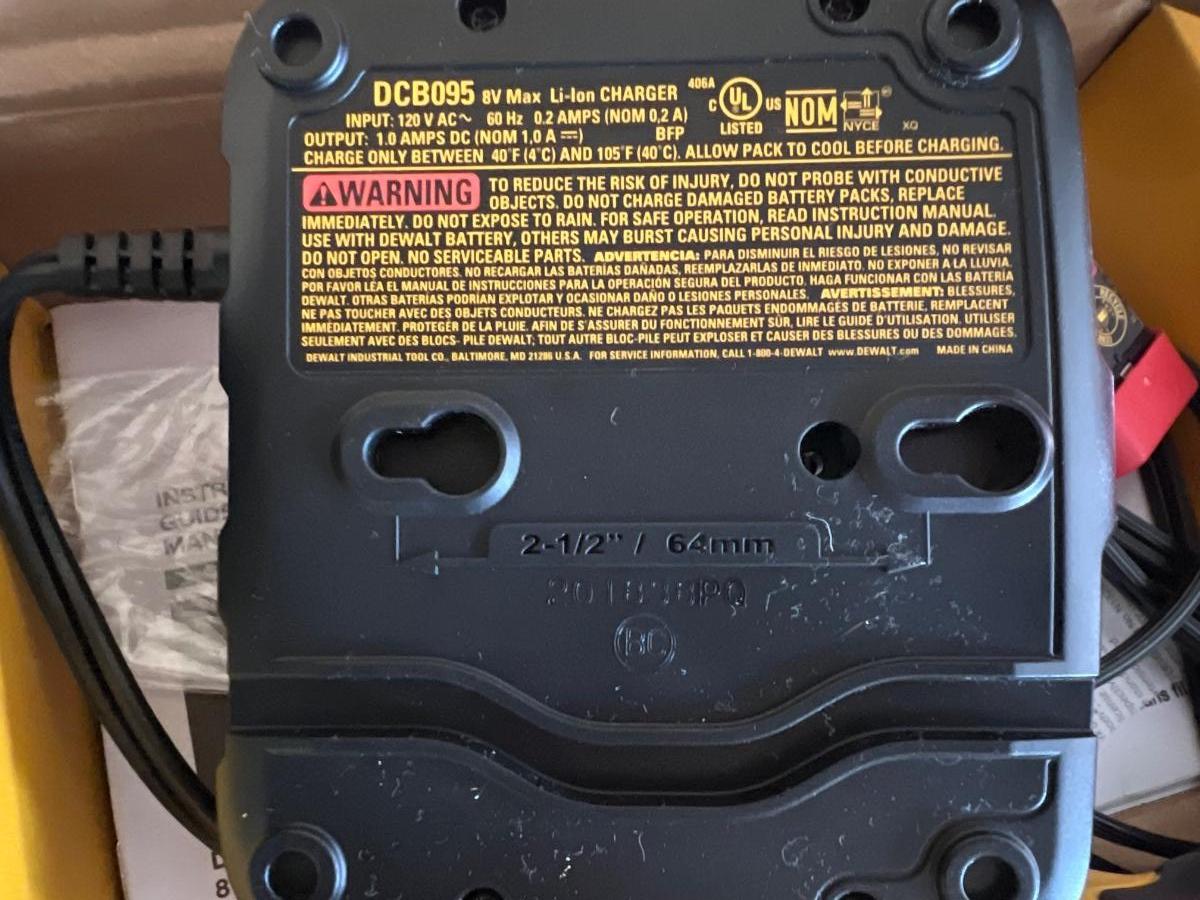 DCB095 8V Max Li-Ion CHARGER 406A
C UL US LISTED NOM NYCE XQ
INPUT: 120 V AC~ 60 Hz 0.2 AMPS (NOM 0,2 A)
OUTPUT: 1.0 AMPS DC (NOM 1,0 A ⎓) BFP
CHARGE ONLY BETWEEN 40°F (4°C) AND 105°F (40°C). ALLOW PACK TO COOL BEFORE CHARGING.
WARNING TO REDUCE THE RISK OF INJURY, DO NOT PROBE WITH CONDUCTIVE
OBJECTS. DO NOT CHARGE DAMAGED BATTERY PACKS, REPLACE
IMMEDIATELY. DO NOT EXPOSE TO RAIN. FOR SAFE OPERATION, READ INSTRUCTION MANUAL.
USE WITH DEWALT BATTERY, OTHERS MAY BURST CAUSING PERSONAL INJURY AND DAMAGE.
DO NOT OPEN. NO SERVICEABLE PARTS. ADVERTENCIA: PARA DISMINUIR EL RIESGO DE LESIONES, NO REVISAR
CON OBJETOS CONDUCTORES. NO RECARGAR LAS BATERÍAS DAÑADAS, REEMPLAZARLAS DE INMEDIATO. NO EXPONER A LA LLUVIA.
POR FAVOR LEA EL MANUAL DE INSTRUCCIONES PARA LA OPERACIÓN SEGURA DEL PRODUCTO. HAGA FUNCIONAR CON LAS BATERÍA
DEWALT. OTRAS BATERÍAS PODRÍAN EXPLOTAR Y OCASIONAR DAÑO O LESIONES PERSONALES. AVERTISSEMENT: BLESSURES,
NE PAS TOUCHER AVEC DES OBJETS CONDUCTEURS. NE CHARGEZ PAS LES PAQUETS ENDOMMAGÉS DE BATTERIE, REMPLACENT
IMMÉDIATEMENT. PROTÉGER DE LA PLUIE. AFIN DE S'ASSURER DU FONCTIONNEMENT SÛR, LIRE LE GUIDE D'UTILISATION. UTILISER
SEULEMENT AVEC DES BLOCS- PILE DEWALT; TOUT AUTRE BLOC-PILE PEUT EXPLOSER ET CAUSER DES BLESSURES OU DES DOMMAGES.
DEWALT INDUSTRIAL TOOL CO., BALTIMORE, MD 21286 U.S.A. FOR SERVICE INFORMATION, CALL 1-800-4-DEWALT www.DEWALT.com MADE IN CHINA
INSTR
GUIDE
MAN
2-1/2" / 64mm
BC